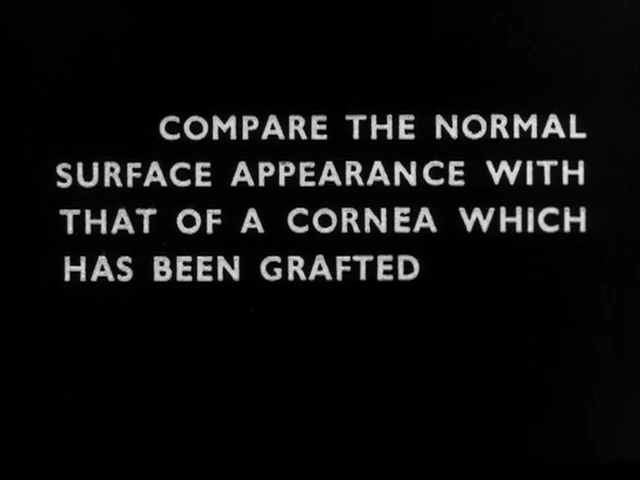 COMPARE THE NORMAL
SURFACE APPEARANCE WITH
THAT OF A CORNEA WHICH
HAS BEEN GRAFTED